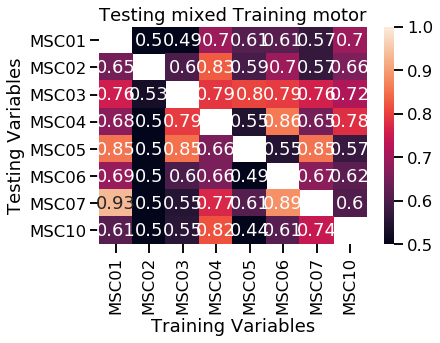 Testing mixed Training motor
Testing Variables
MSC01 0.5 0.49 0.7 0.61 0.61 0.57 0.7
MSC02 0.65 0.6 0.83 0.59 0.7 0.57 0.66
MSC03 0.76 0.53 0.79 0.8 0.79 0.76 0.72
MSC04 0.68 0.5 0.79 0.55 0.86 0.65 0.78
MSC05 0.85 0.5 0.85 0.66 0.55 0.85 0.57
MSC06 0.69 0.5 0.6 0.66 0.49 0.67 0.62
MSC07 0.93 0.5 0.55 0.77 0.61 0.89 0.6
MSC10 0.61 0.5 0.55 0.82 0.44 0.61 0.74
MSC01 MSC02 MSC03 MSC04 MSC05 MSC06 MSC07 MSC10
Training Variables
1.0
0.9
0.8
0.7
0.6
0.5